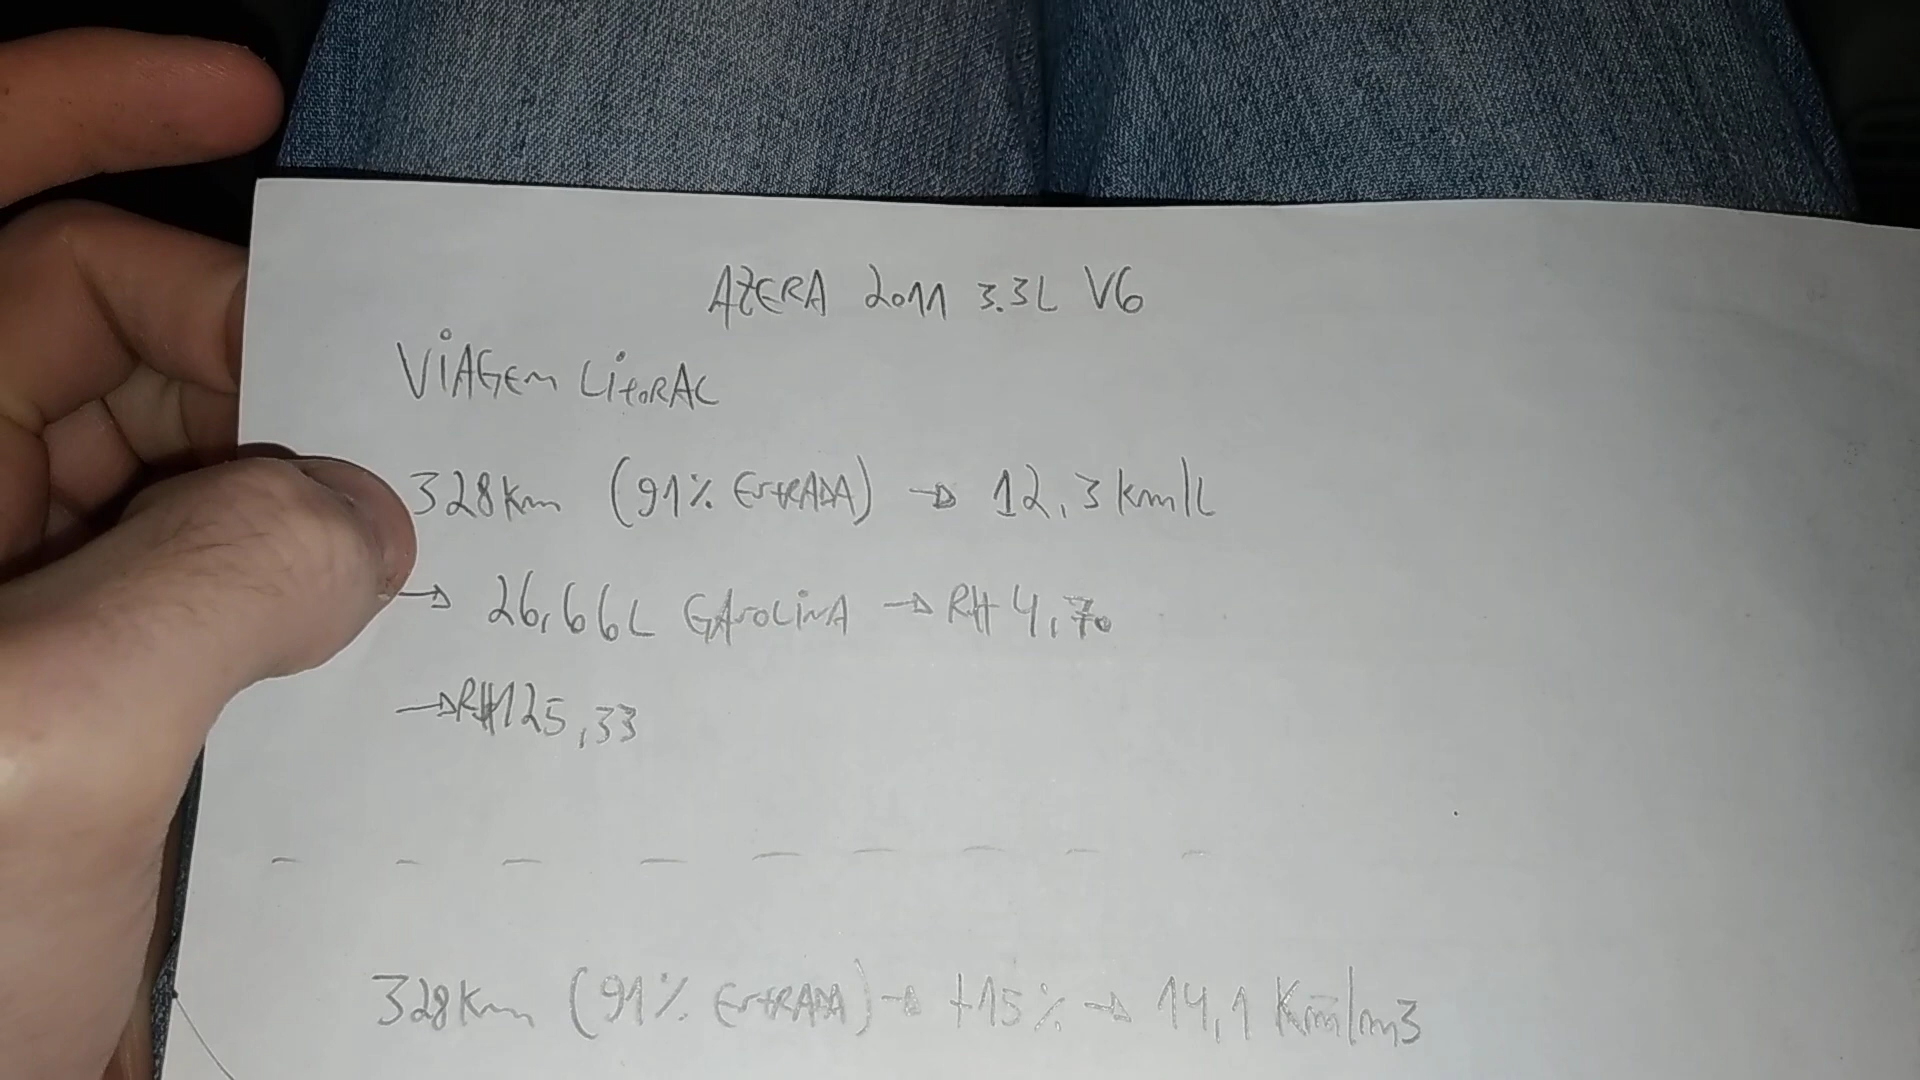 AZERA 2011 3.3L V6
ViAGEm LitoRAL
328Km (91% EstRADA) → 12,3 km/L
→ 26,66L GAsoLinA → R$ 4,70
→ R$125,33
328Km (91% EstRADA) → +15% → 14,1 Km/m3